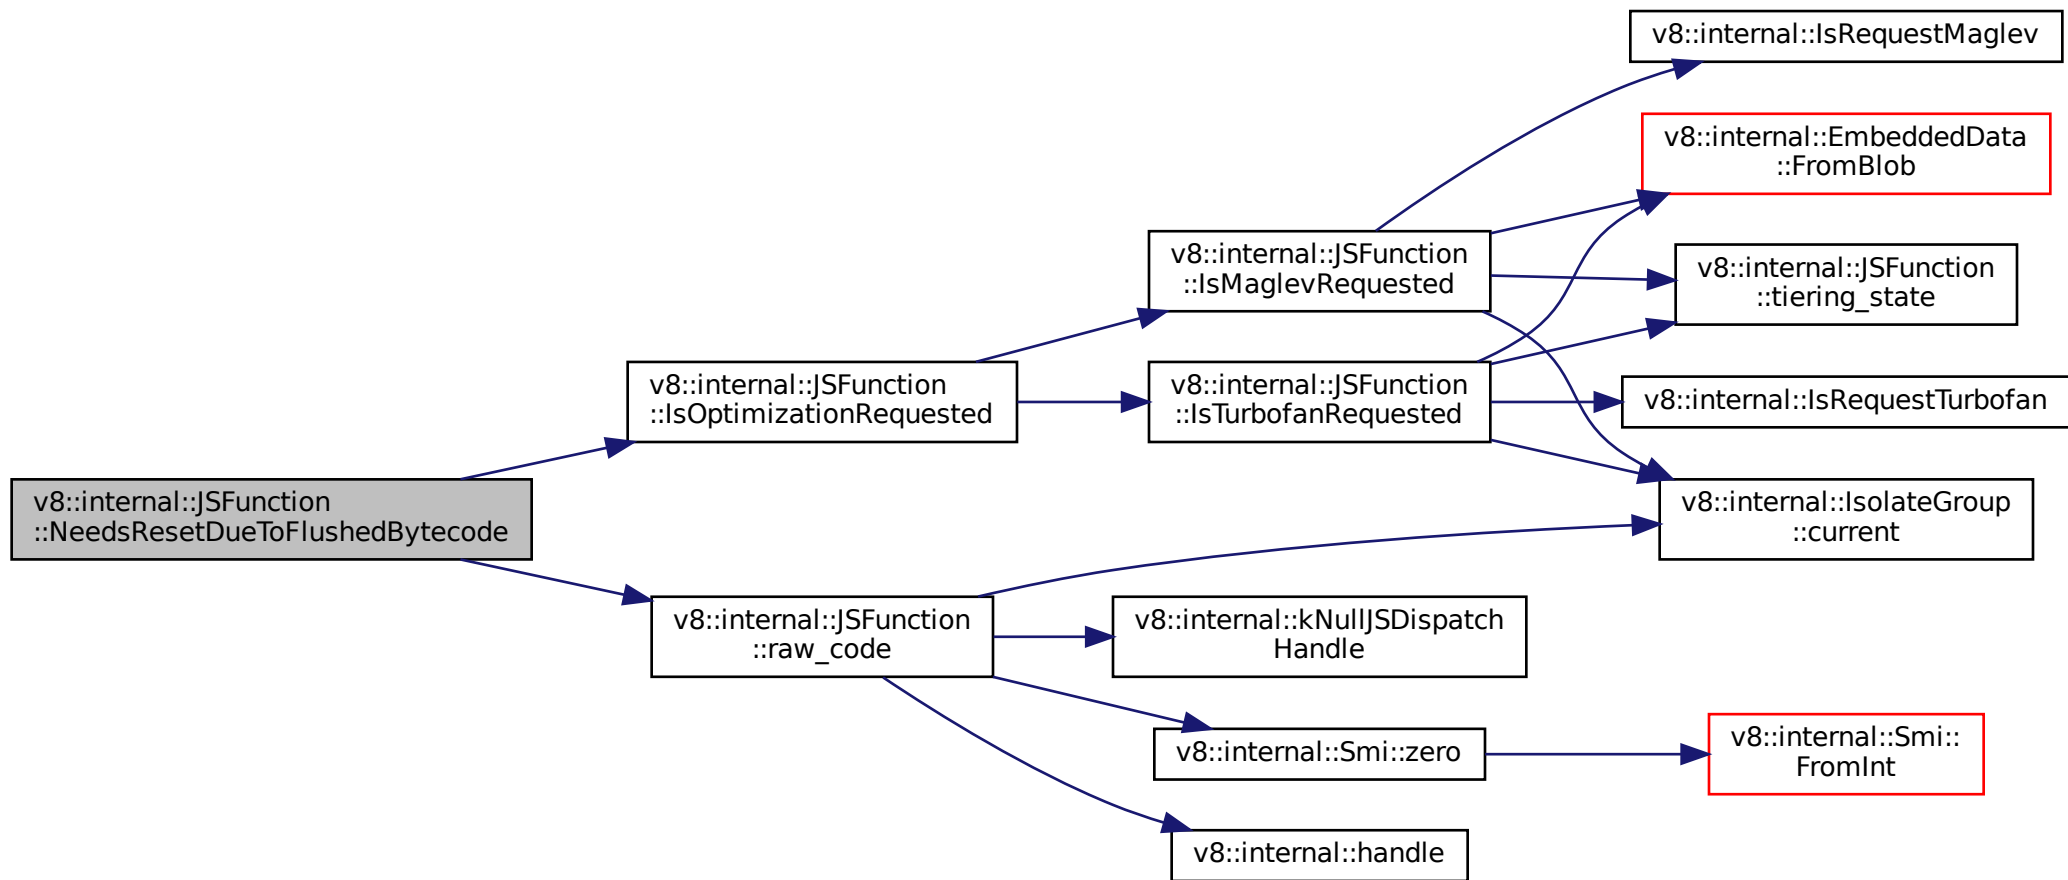 v8::internal::IsRequestMaglev
v8::internal::EmbeddedData
::FromBlob
v8::internal::JSFunction
::IsMaglevRequested
v8::internal::JSFunction
::tiering_state
v8::internal::JSFunction
::IsOptimizationRequested
v8::internal::JSFunction
::IsTurbofanRequested
v8::internal::IsRequestTurbofan
v8::internal::JSFunction
::NeedsResetDueToFlushedBytecode
v8::internal::IsolateGroup
::current
v8::internal::JSFunction
::raw_code
v8::internal::kNullJSDispatch
Handle
v8::internal::Smi::zero
v8::internal::Smi::
FromInt
v8::internal::handle